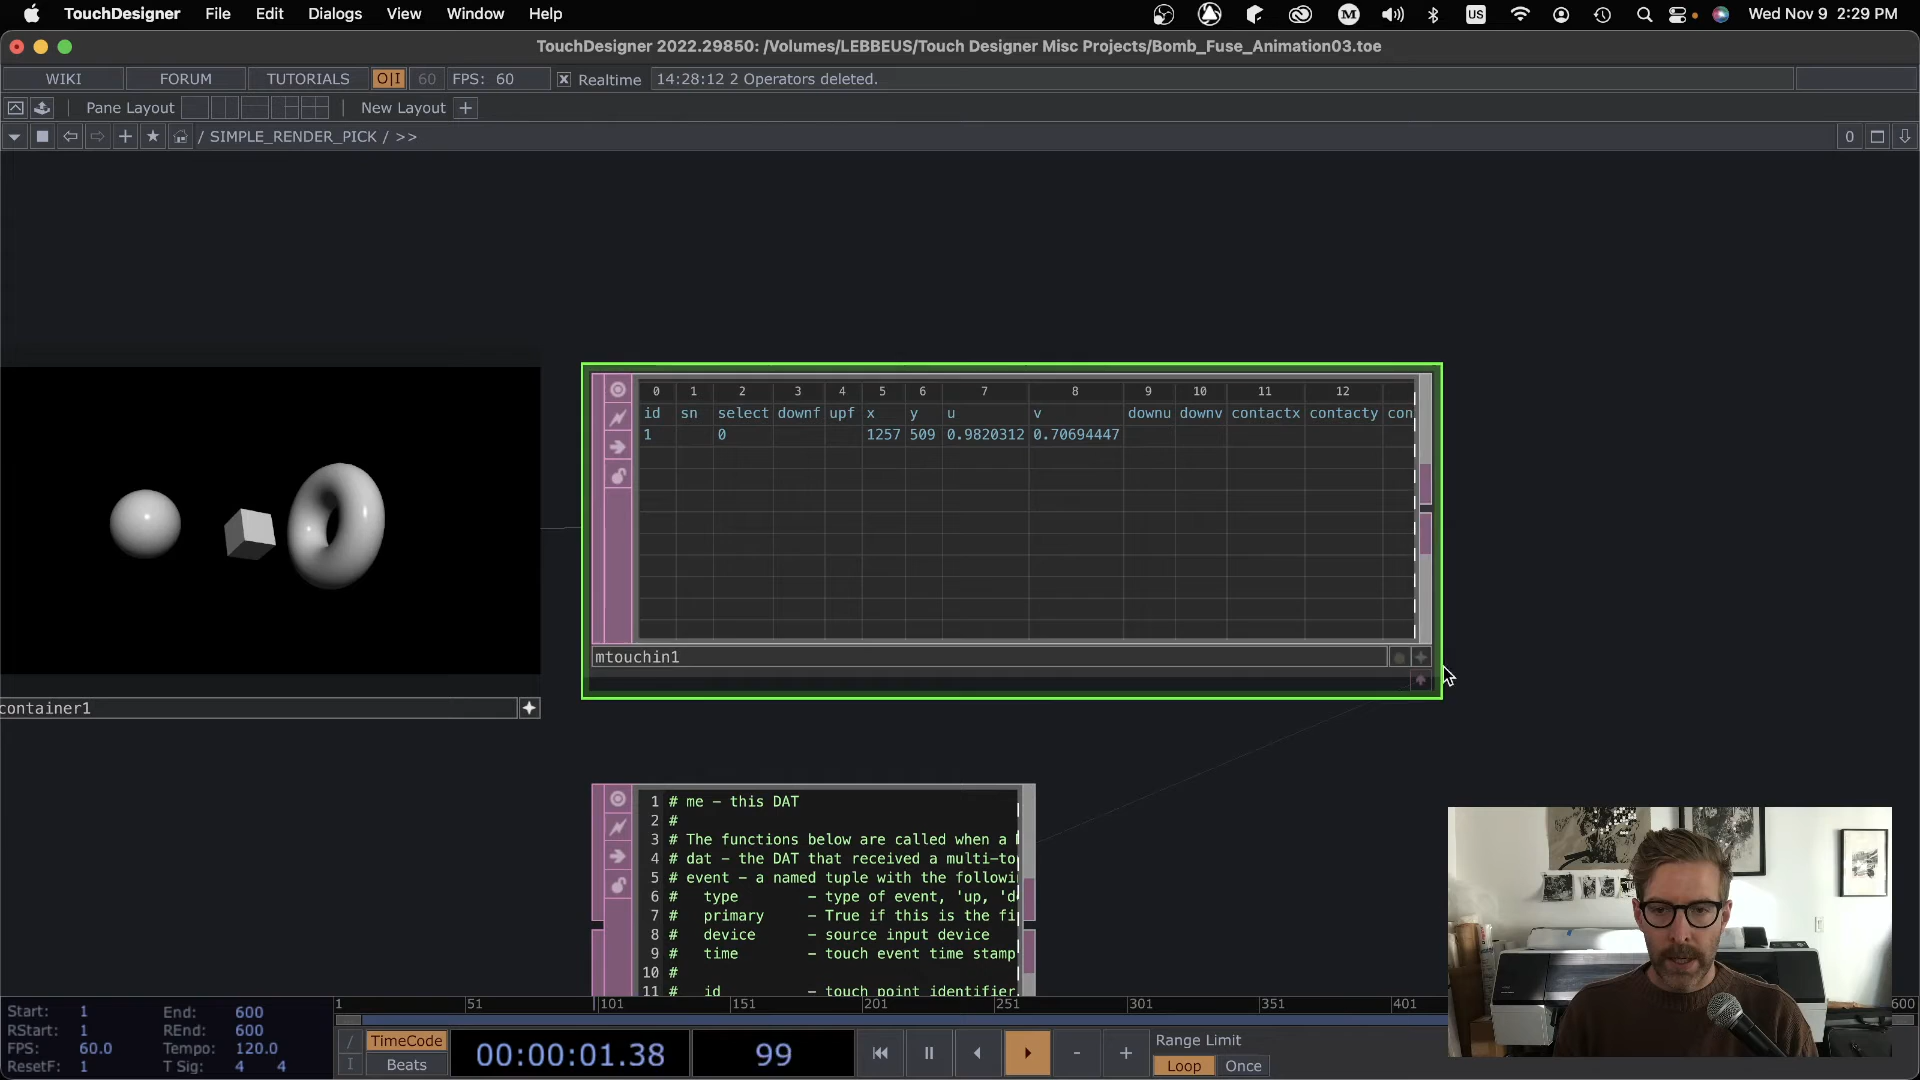 TouchDesigner File Edit Dialogs View Window Help M US Wed Nov 9 2:29 PM
TouchDesigner 2022.29850: /Volumes/LEBBEUS/Touch Designer Misc Projects/Bomb_Fuse_Animation03.toe
WIKI FORUM TUTORIALS O|I 60 FPS: 60 Realtime 14:28:12 2 Operators deleted.
Pane Layout New Layout +
/ SIMPLE_RENDER_PICK / >> 0
0 1 2 3 4 5 6 7 8 9 10 11 12
id sn select downf upf x y u v downu downv contactx contacty con
1 0 1257 509 0.9820312 0.70694447
mtouchin1
container1
1 # me - this DAT
2 #
3 # The functions below are called when a
4 # dat - the DAT that received a multi-to
5 # event - a named tuple with the followi
6 # type - type of event, 'up, 'd
7 # primary - True if this is the fi
8 # device - source input device
9 # time - touch event time stamp
10 #
11 # id - touch point identifier
1 51 101 151 201 251 301 351 401 600
Start: 1 End: 600
RStart: 1 REnd: 600
FPS: 60.0 Tempo: 120.0
ResetF: 1 T Sig: 4 4
/ TimeCode 00:00:01.38 99 - + Range Limit
I Beats Loop Once